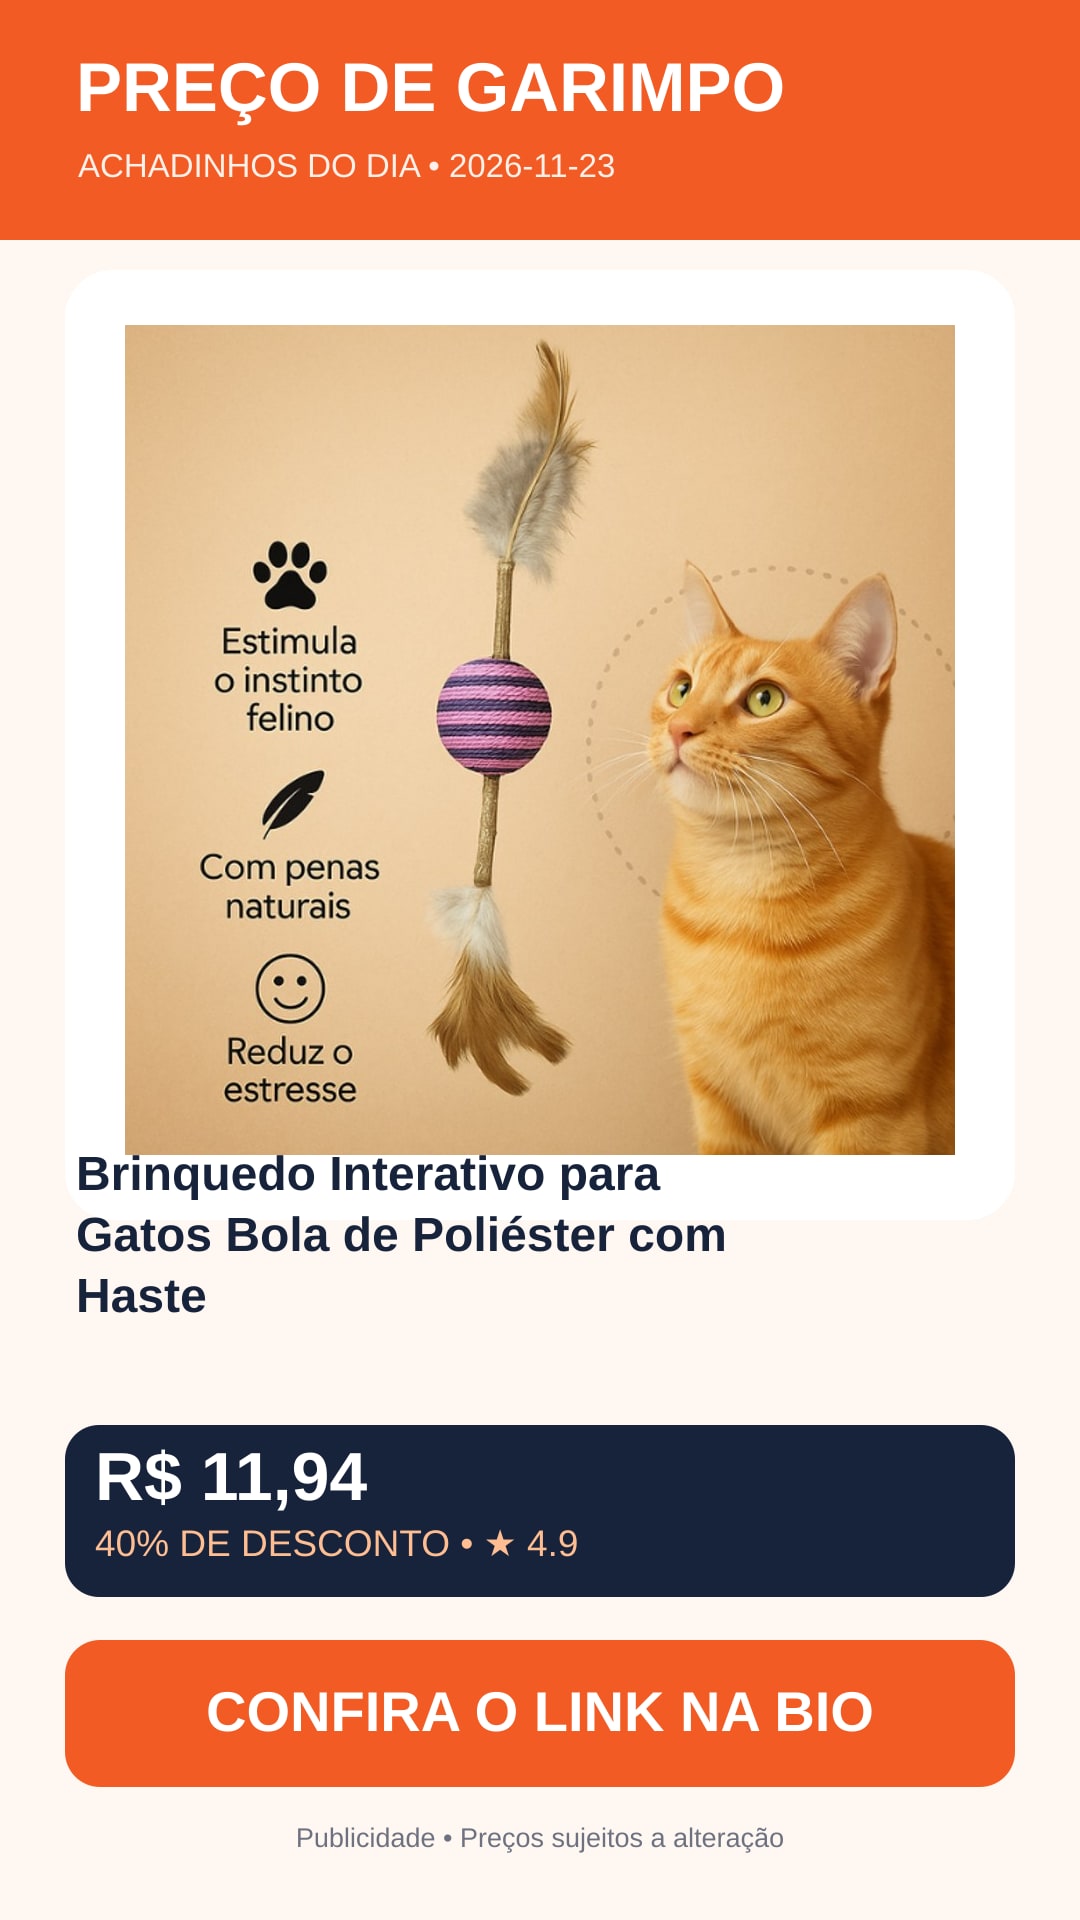 PREÇO DE GARIMPO
ACHADINHOS DO DIA • 2026-11-23
Estimula
o instinto
felino
Com penas
naturais
Reduz o
estresse
Brinquedo Interativo para
Gatos Bola de Poliéster com
Haste
R$ 11,94
40% DE DESCONTO • ★ 4.9
CONFIRA O LINK NA BIO
Publicidade • Preços sujeitos a alteração